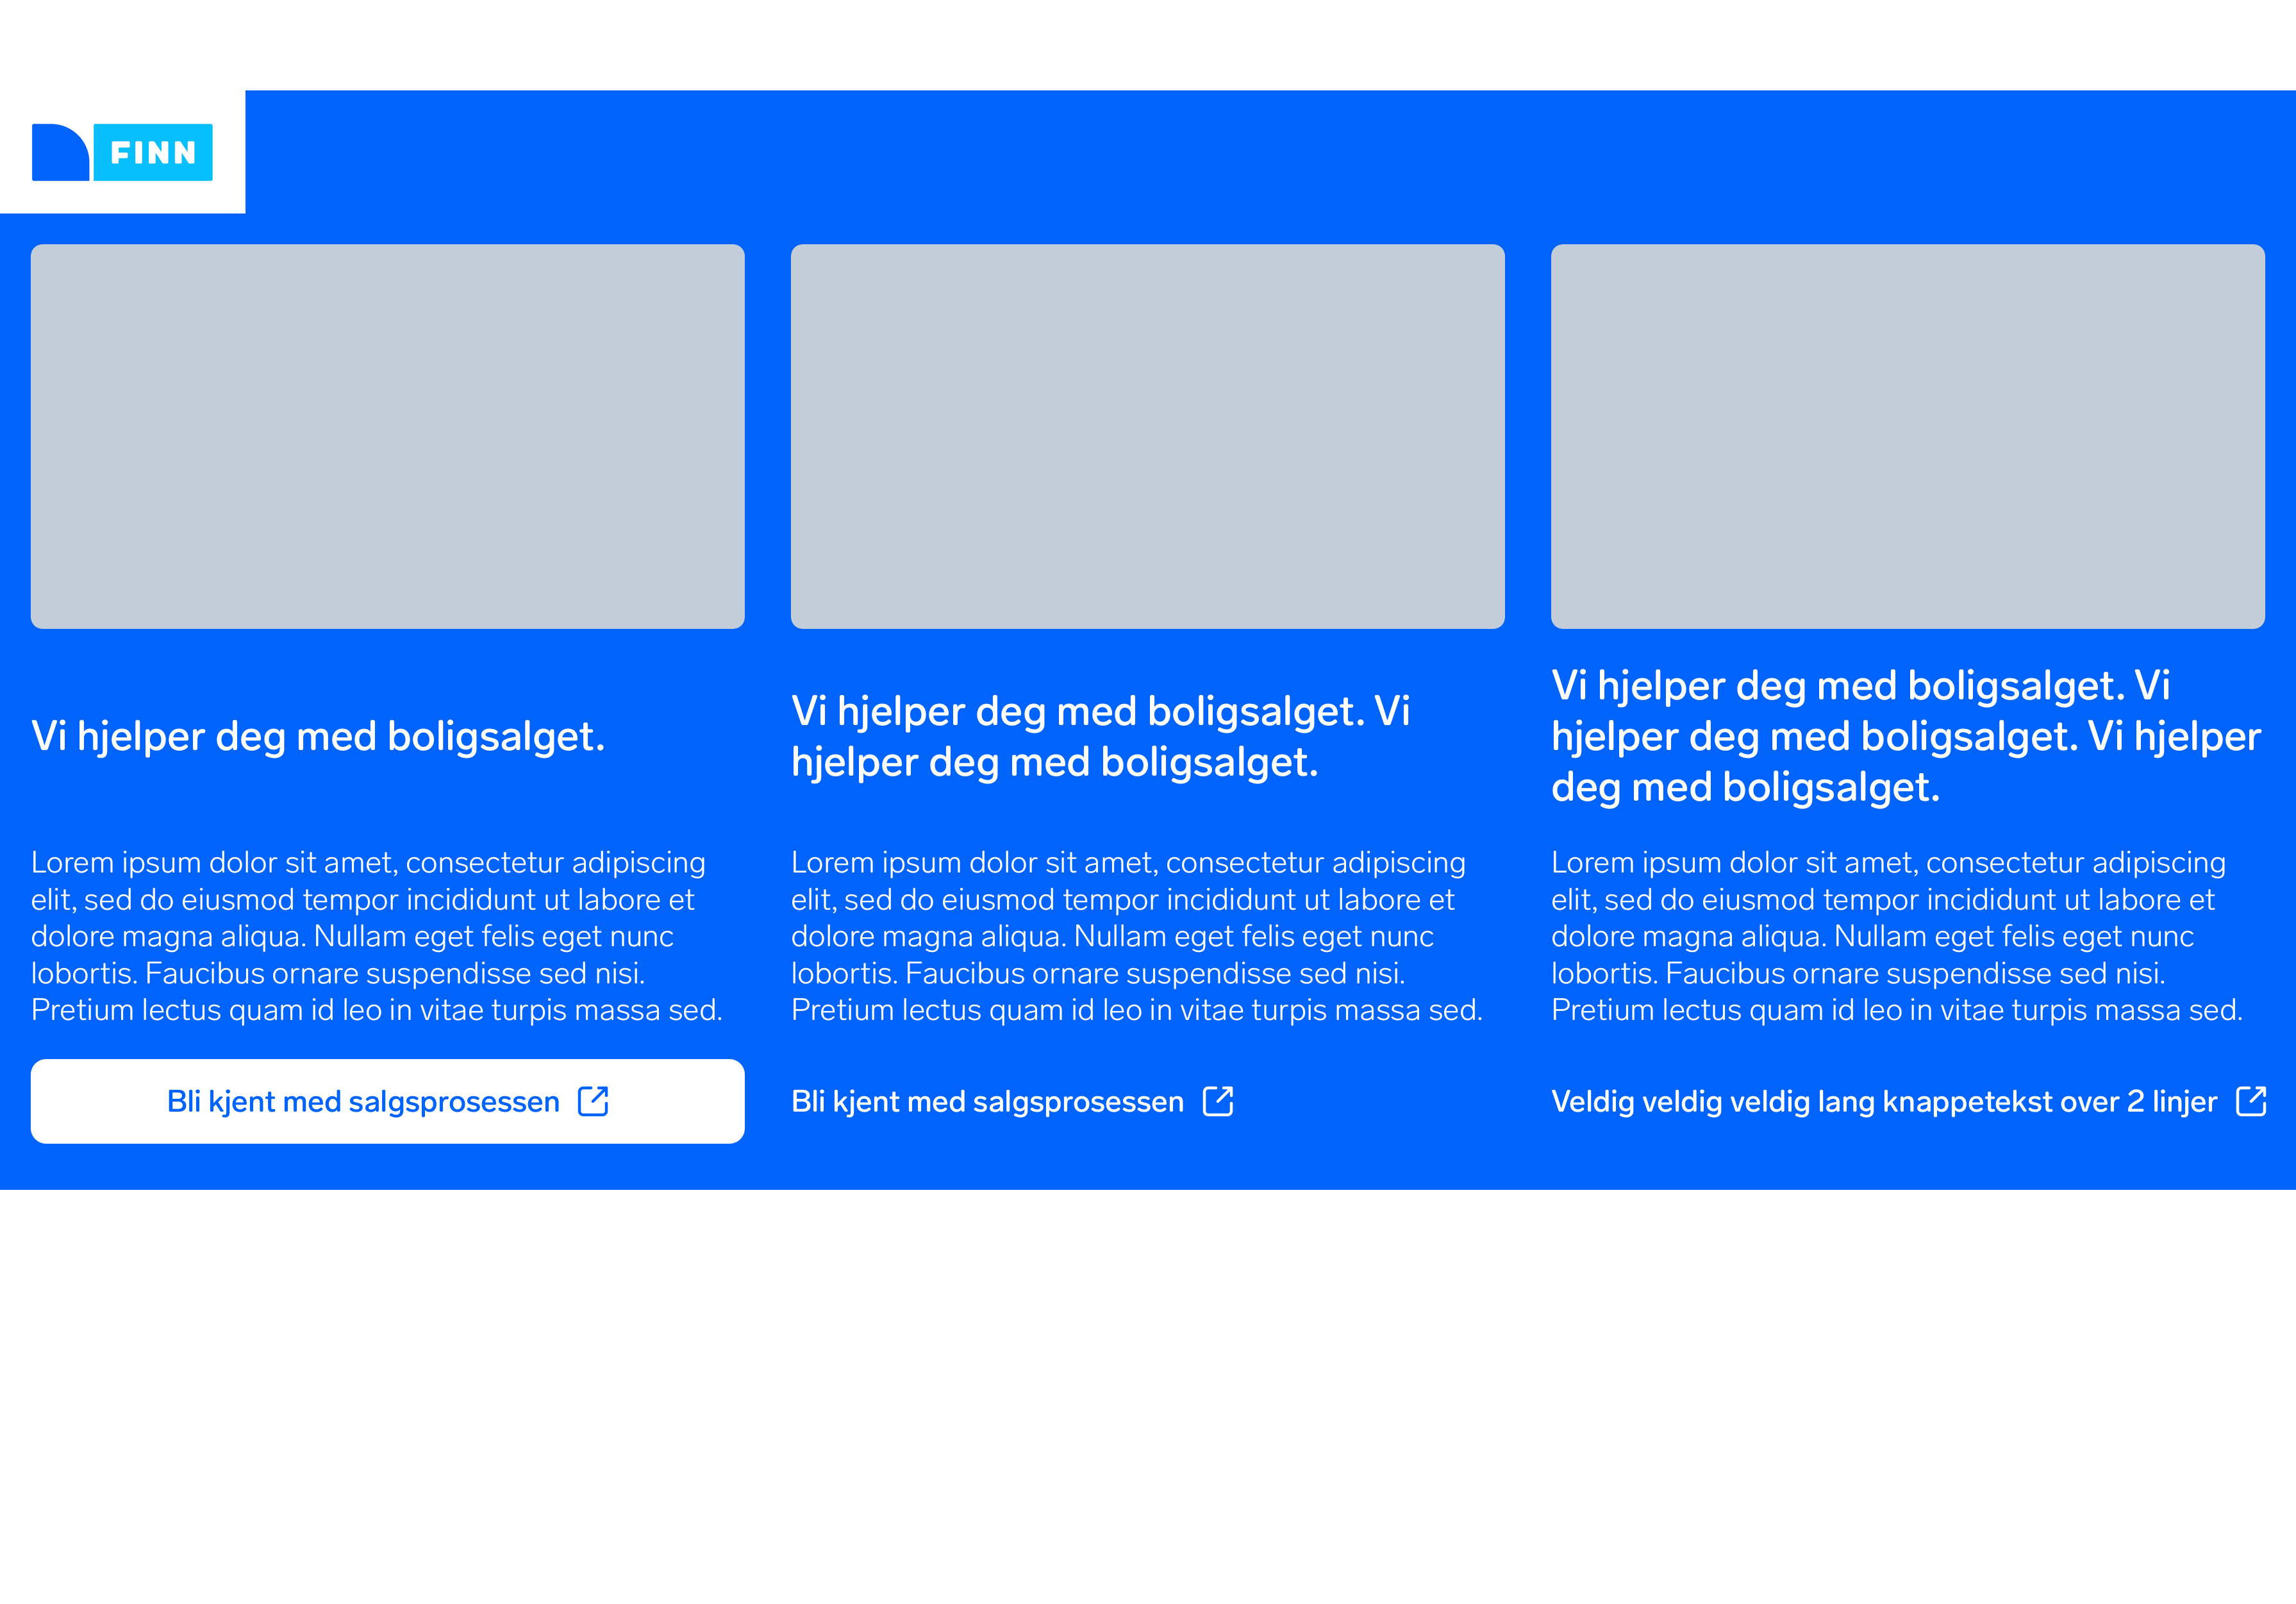 FINN
Vi hjelper deg med boligsalget.
Lorem ipsum dolor sit amet, consectetur adipiscing
elit, sed do eiusmod tempor incididunt ut labore et
dolore magna aliqua. Nullam eget felis eget nunc
lobortis. Faucibus ornare suspendisse sed nisi.
Pretium lectus quam id leo in vitae turpis massa sed.
Bli kjent med salgsprosessen
Vi hjelper deg med boligsalget. Vi
hjelper deg med boligsalget.
Lorem ipsum dolor sit amet, consectetur adipiscing
elit, sed do eiusmod tempor incididunt ut labore et
dolore magna aliqua. Nullam eget felis eget nunc
lobortis. Faucibus ornare suspendisse sed nisi.
Pretium lectus quam id leo in vitae turpis massa sed.
Bli kjent med salgsprosessen
Vi hjelper deg med boligsalget. Vi
hjelper deg med boligsalget. Vi hjelper
deg med boligsalget.
Lorem ipsum dolor sit amet, consectetur adipiscing
elit, sed do eiusmod tempor incididunt ut labore et
dolore magna aliqua. Nullam eget felis eget nunc
lobortis. Faucibus ornare suspendisse sed nisi.
Pretium lectus quam id leo in vitae turpis massa sed.
Veldig veldig veldig lang knappetekst over 2 linjer